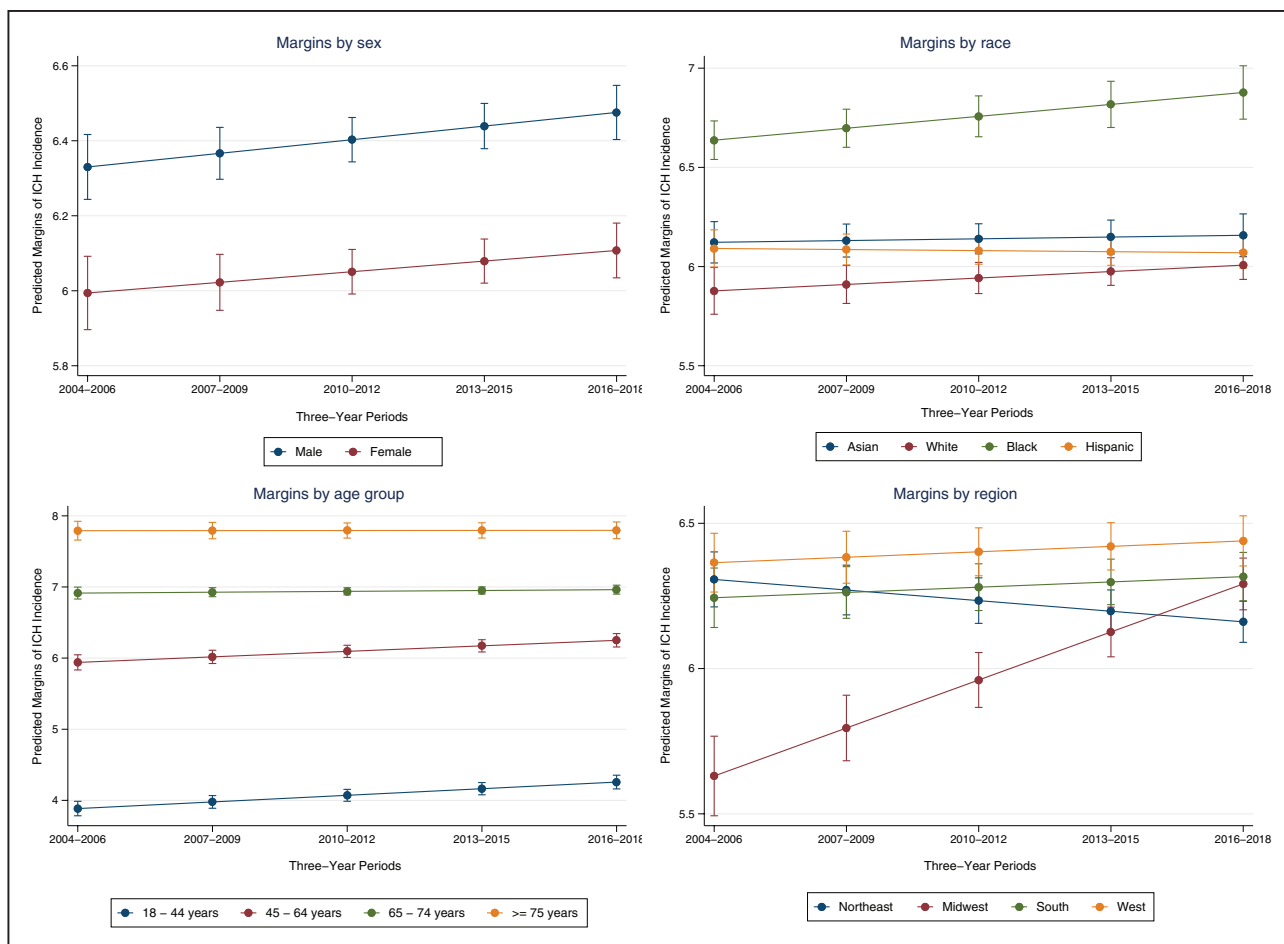 Margins by sex
Predicted Margins of ICH Incidence
6.6
6.4
6.2
6
5.8
2004–2006 2007–2009 2010–2012 2013–2015 2016–2018
Three–Year Periods
Male Female
Margins by race
Predicted Margins of ICH Incidence
7
6.5
6
5.5
2004–2006 2007–2009 2010–2012 2013–2015 2016–2018
Three–Year Periods
Asian White Black Hispanic
Margins by age group
Predicted Margins of ICH Incidence
8
7
6
5
4
2004–2006 2007–2009 2010–2012 2013–2015 2016–2018
Three–Year Periods
18 – 44 years 45 – 64 years 65 – 74 years >= 75 years
Margins by region
Predicted Margins of ICH Incidence
6.5
6
5.5
2004–2006 2007–2009 2010–2012 2013–2015 2016–2018
Three–Year Periods
Northeast Midwest South West